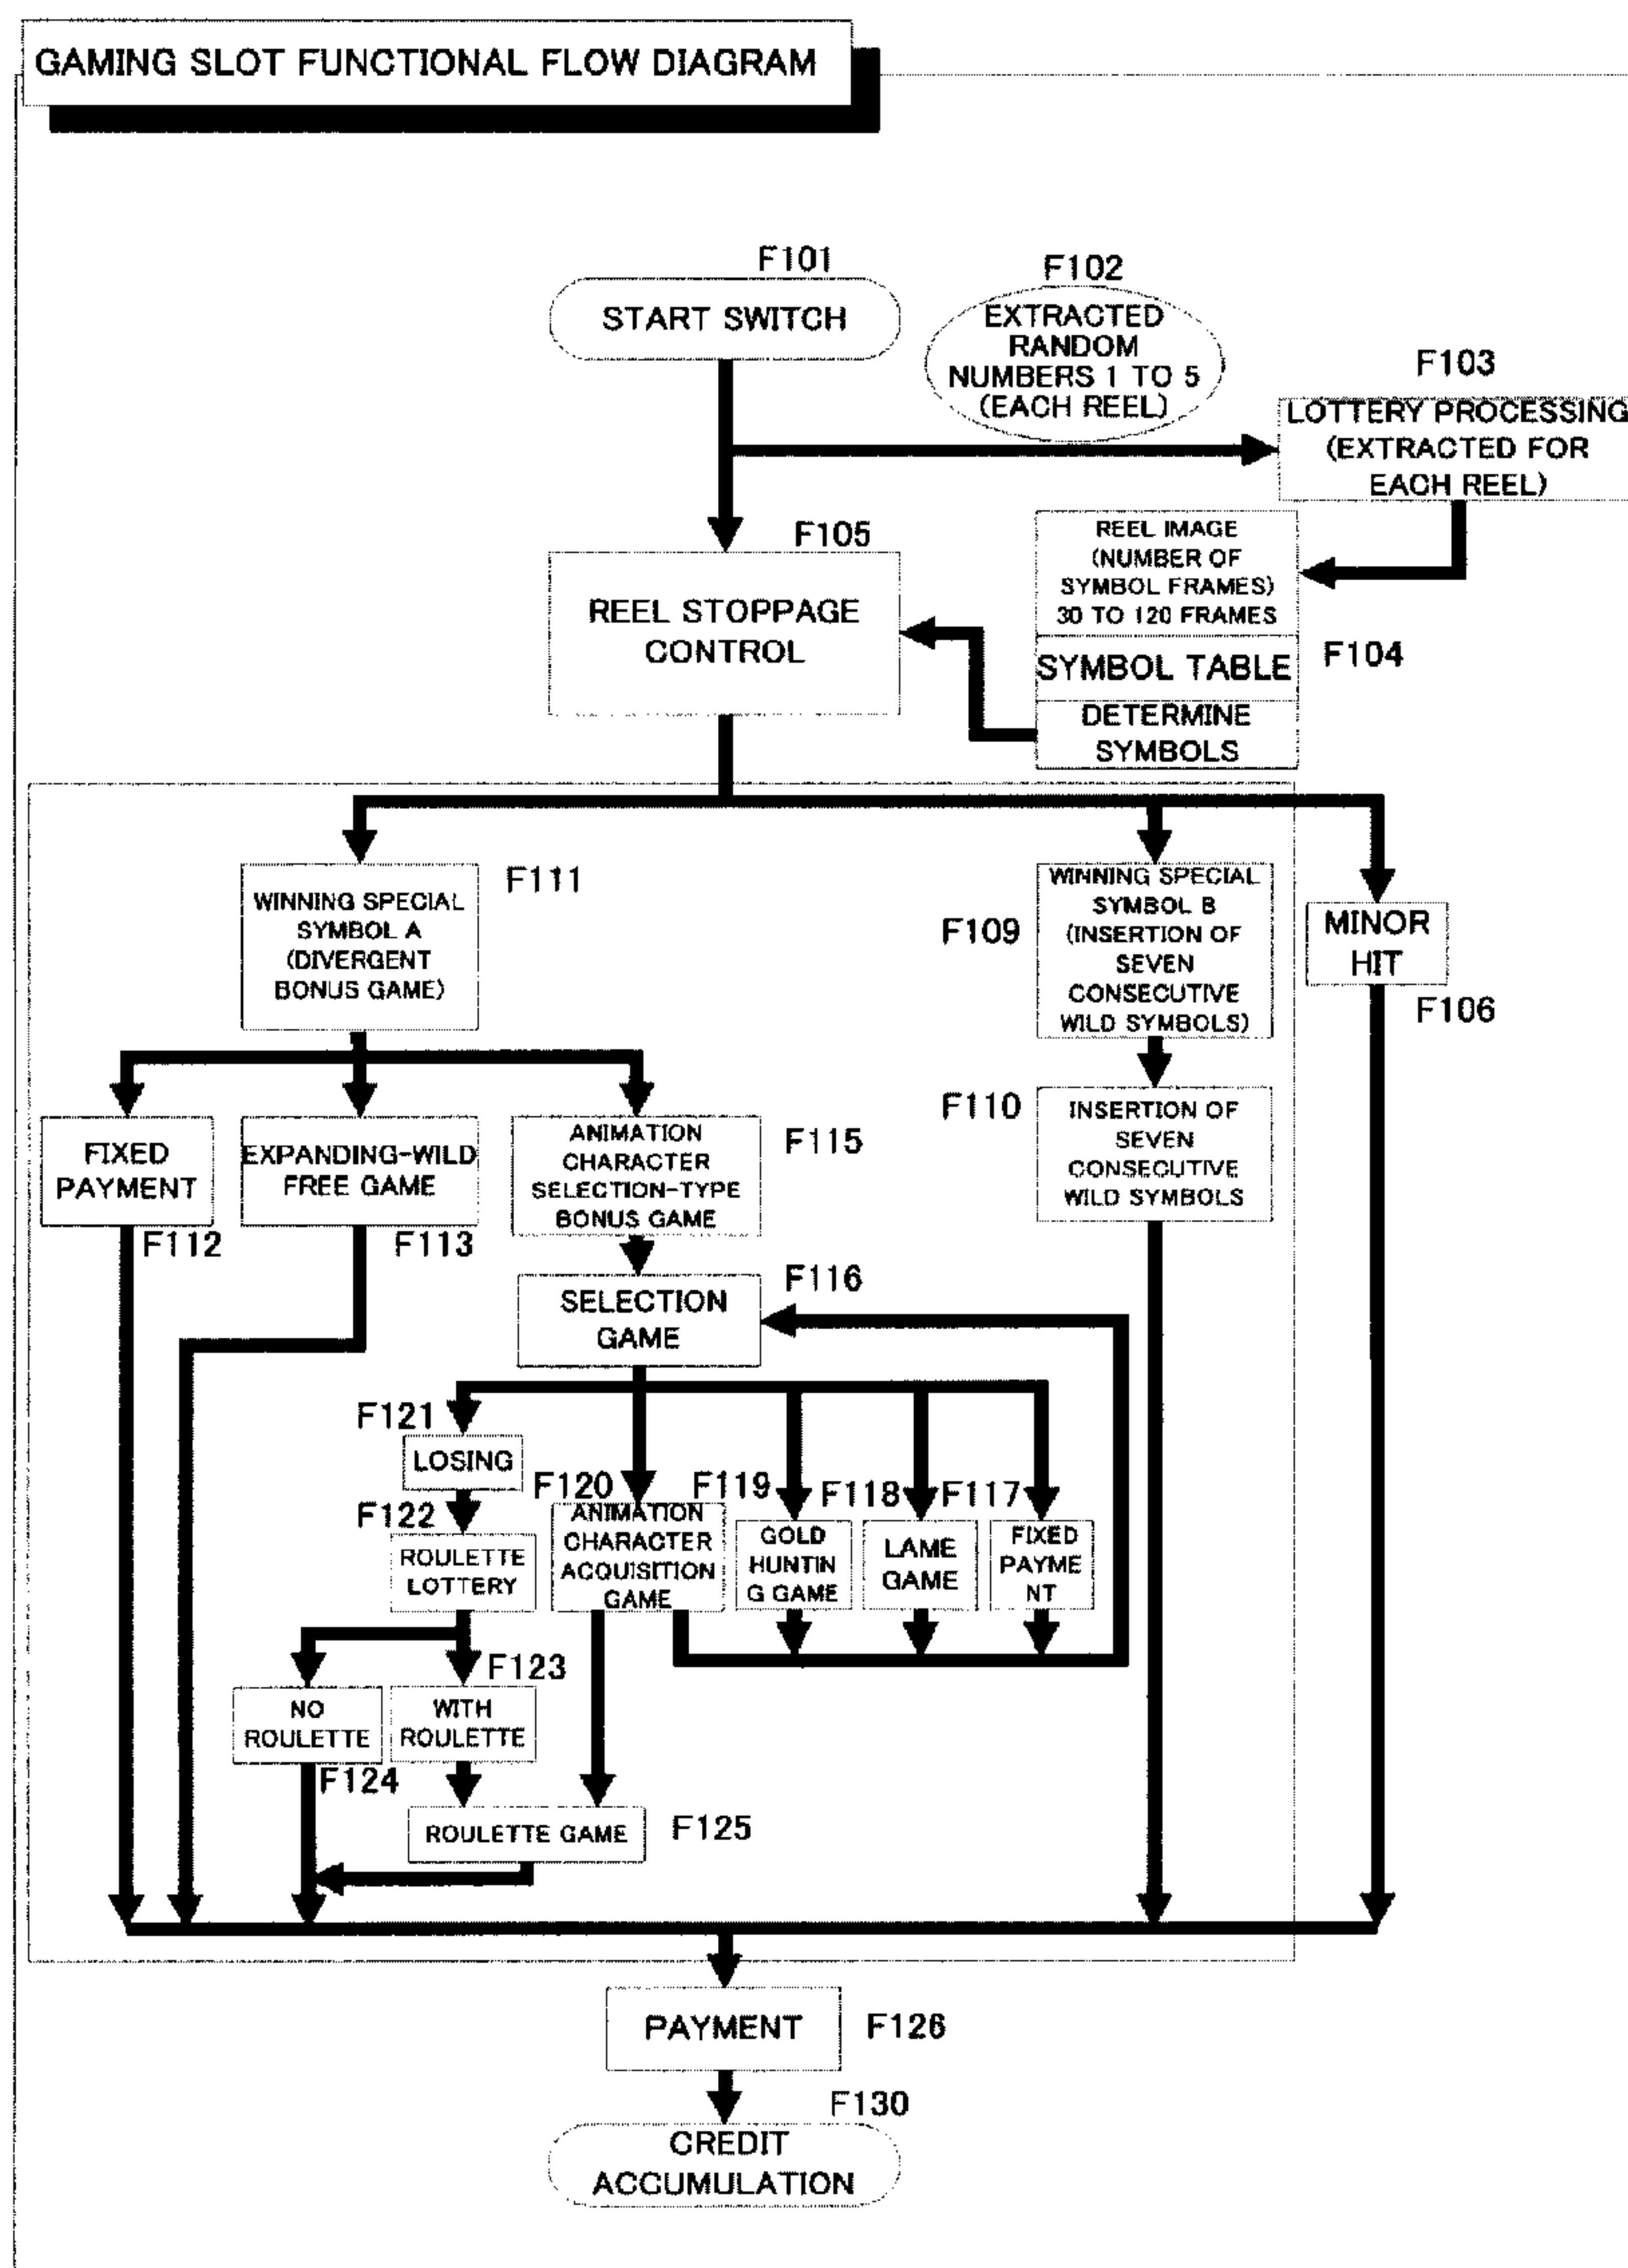 GAMING SLOT FUNCTIONAL FLOW DIAGRAM
F101
START SWITCH
F102
EXTRACTED
RANDOM
NUMBERS 1 TO 5
(EACH REEL)
F103
LOTTERY PROCESSING
(EXTRACTED FOR
EACH REEL)
REEL IMAGE
(NUMBER OF
SYMBOL FRAMES)
30 TO 120 FRAMES
SYMBOL TABLE
DETERMINE
SYMBOLS
F104
F105
REEL STOPPAGE
CONTROL
F111
WINNING SPECIAL
SYMBOL A
(DIVERGENT
BONUS GAME)
F109
WINNING SPECIAL
SYMBOL B
(INSERTION OF
SEVEN
CONSECUTIVE
WILD SYMBOLS)
MINOR
HIT
F106
FIXED
PAYMENT
F112
EXPANDING-WILD
FREE GAME
F113
ANIMATION
CHARACTER
SELECTION-TYPE
BONUS GAME
F115
F110
INSERTION OF
SEVEN
CONSECUTIVE
WILD SYMBOLS
F116
SELECTION
GAME
F121
LOSING
F122
ROULETTE
LOTTERY
F120
ANIMATION
CHARACTER
ACQUISITION
GAME
F119
GOLD
HUNTIN
G GAME
F118
LAME
GAME
F117
FIXED
PAYME
NT
F123
NO
ROULETTE
WITH
ROULETTE
F124
ROULETTE GAME
F125
PAYMENT
F126
F130
CREDIT
ACCUMULATION